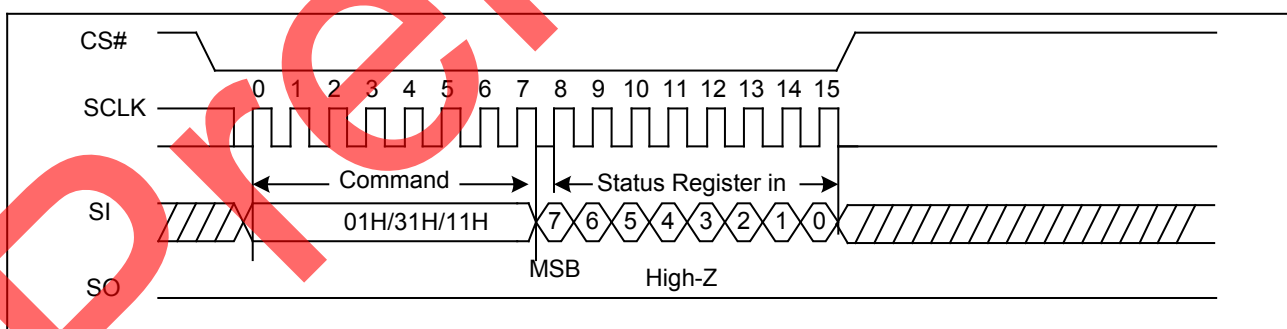 CS#
0 1 2 3 4 5 6 7 8 9 10 11 12 13 14 15
SCLK
Command Status Register in
SI 01H/31H/11H 7 6 5 4 3 2 1 0
MSB High-Z
SO
Pre